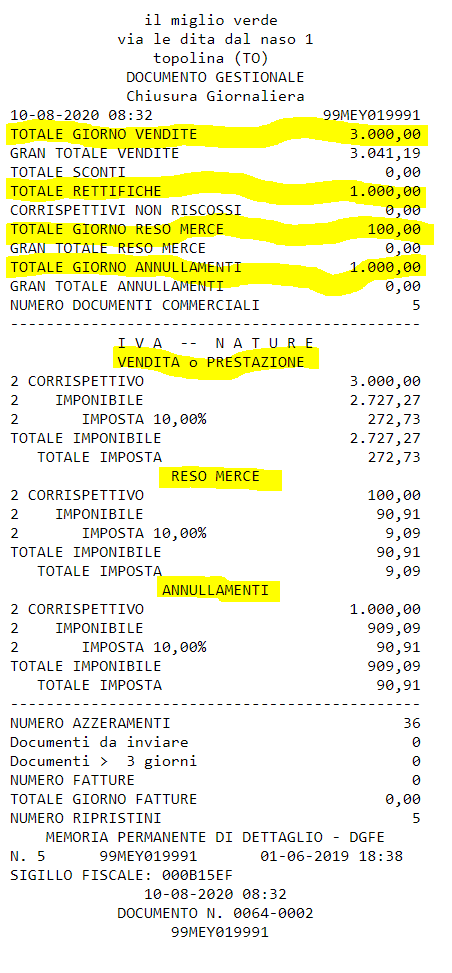 il miglio verde
via le dita dal naso 1
topolina (TO)
DOCUMENTO GESTIONALE
Chiusura Giornaliera
10-08-2020 08:32 99MEY019991
TOTALE GIORNO VENDITE 3.000,00
GRAN TOTALE VENDITE 3.041,19
TOTALE SCONTI 0,00
TOTALE RETTIFICHE 1.000,00
CORRISPETTIVI NON RISCOSSI 0,00
TOTALE GIORNO RESO MERCE 100,00
GRAN TOTALE RESO MERCE 0,00
TOTALE GIORNO ANNULLAMENTI 1.000,00
GRAN TOTALE ANNULLAMENTI 0,00
NUMERO DOCUMENTI COMMERCIALI 5
----------------------------------------------
I V A -- N A T U R E
VENDITA o PRESTAZIONE
2 CORRISPETTIVO 3.000,00
2 IMPONIBILE 2.727,27
2 IMPOSTA 10,00% 272,73
TOTALE IMPONIBILE 2.727,27
TOTALE IMPOSTA 272,73
RESO MERCE
2 CORRISPETTIVO 100,00
2 IMPONIBILE 90,91
2 IMPOSTA 10,00% 9,09
TOTALE IMPONIBILE 90,91
TOTALE IMPOSTA 9,09
ANNULLAMENTI
2 CORRISPETTIVO 1.000,00
2 IMPONIBILE 909,09
2 IMPOSTA 10,00% 90,91
TOTALE IMPONIBILE 909,09
TOTALE IMPOSTA 90,91
----------------------------------------------
NUMERO AZZERAMENTI 36
Documenti da inviare 0
Documenti > 3 giorni 0
NUMERO FATTURE 0
TOTALE GIORNO FATTURE 0,00
NUMERO RIPRISTINI 5
MEMORIA PERMANENTE DI DETTAGLIO - DGFE
N. 5 99MEY019991 01-06-2019 18:38
SIGILLO FISCALE: 000B15EF
10-08-2020 08:32
DOCUMENTO N. 0064-0002
99MEY019991